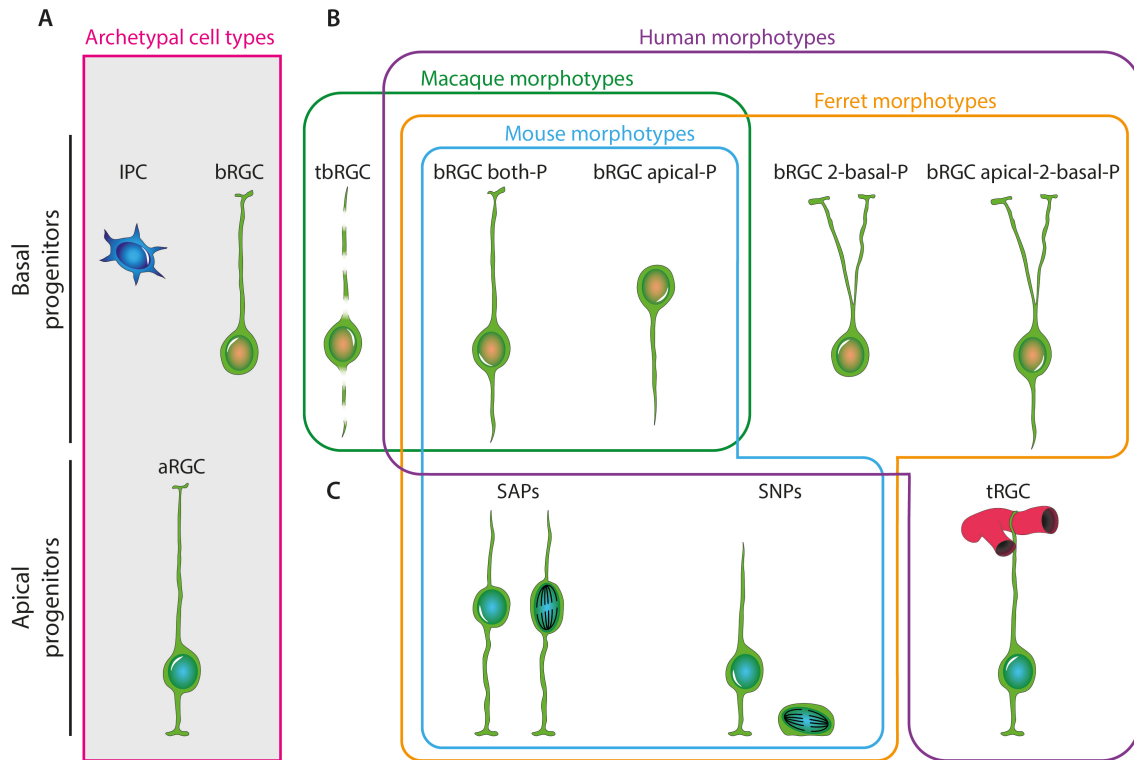 A
B
Archetypal cell types
Human morphotypes
Macaque morphotypes
Ferret morphotypes
Mouse morphotypes
Basal
progenitors
IPC
bRGC
tbRGC
bRGC both-P
bRGC apical-P
bRGC 2-basal-P
bRGC apical-2-basal-P
Apical
progenitors
aRGC
C
SAPs
SNPs
tRGC